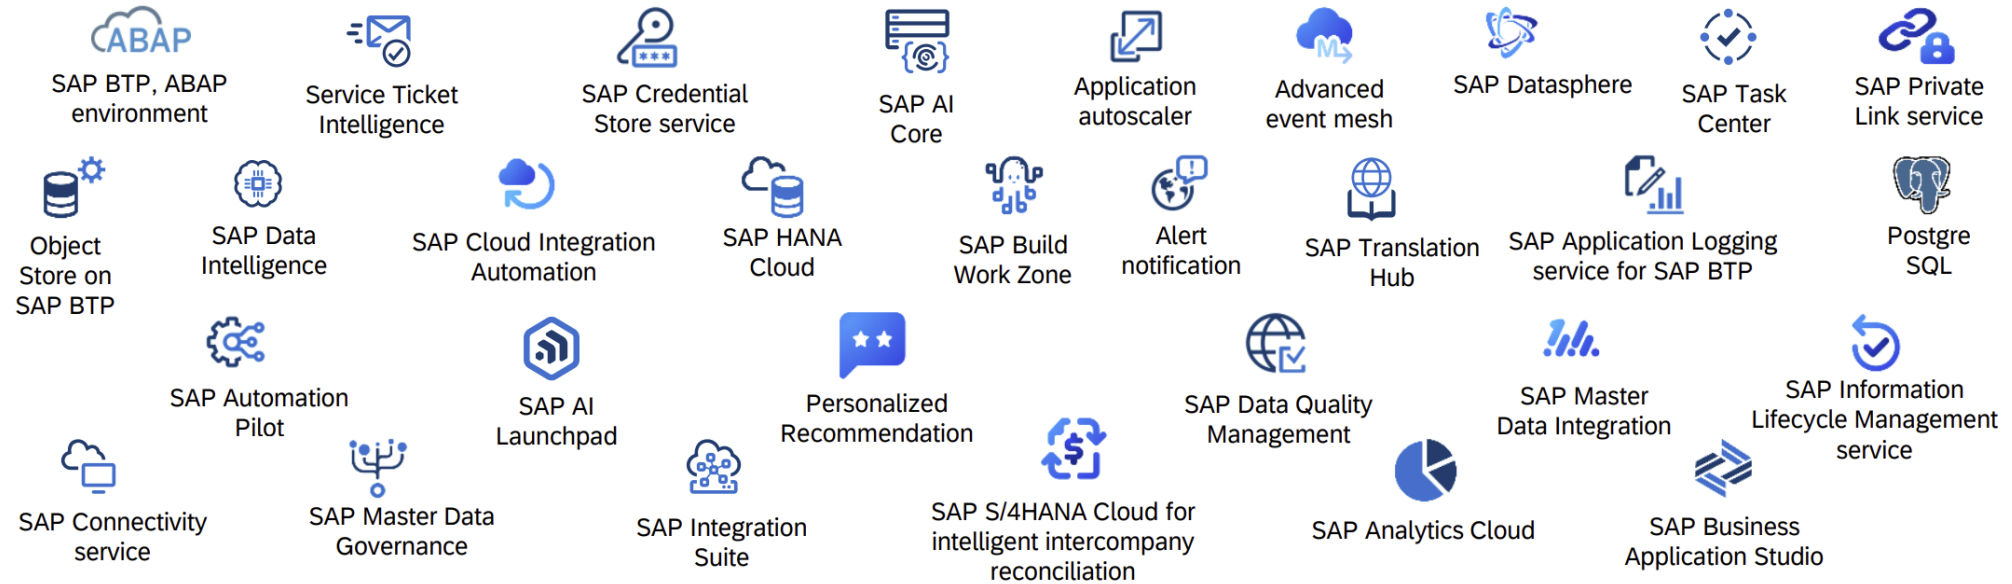 ABAP
SAP BTP, ABAP
environment
Service Ticket
Intelligence
***
SAP Credential
Store service
SAP AI
Core
Application
autoscaler
M
Advanced
event mesh
SAP Datasphere
SAP Task
Center
SAP Private
Link service
Object
Store on
SAP BTP
SAP Data
Intelligence
SAP Cloud Integration
Automation
SAP HANA
Cloud
SAP Build
Work Zone
!
Alert
notification
SAP Translation
Hub
SAP Application Logging
service for SAP BTP
Postgre
SQL
SAP Automation
Pilot
SAP AI
Launchpad
Personalized
Recommendation
SAP Data Quality
Management
SAP Master
Data Integration
SAP Information
Lifecycle Management
service
SAP Connectivity
service
SAP Master Data
Governance
SAP Integration
Suite
$
SAP S/4HANA Cloud for
intelligent intercompany
reconciliation
SAP Analytics Cloud
SAP Business
Application Studio